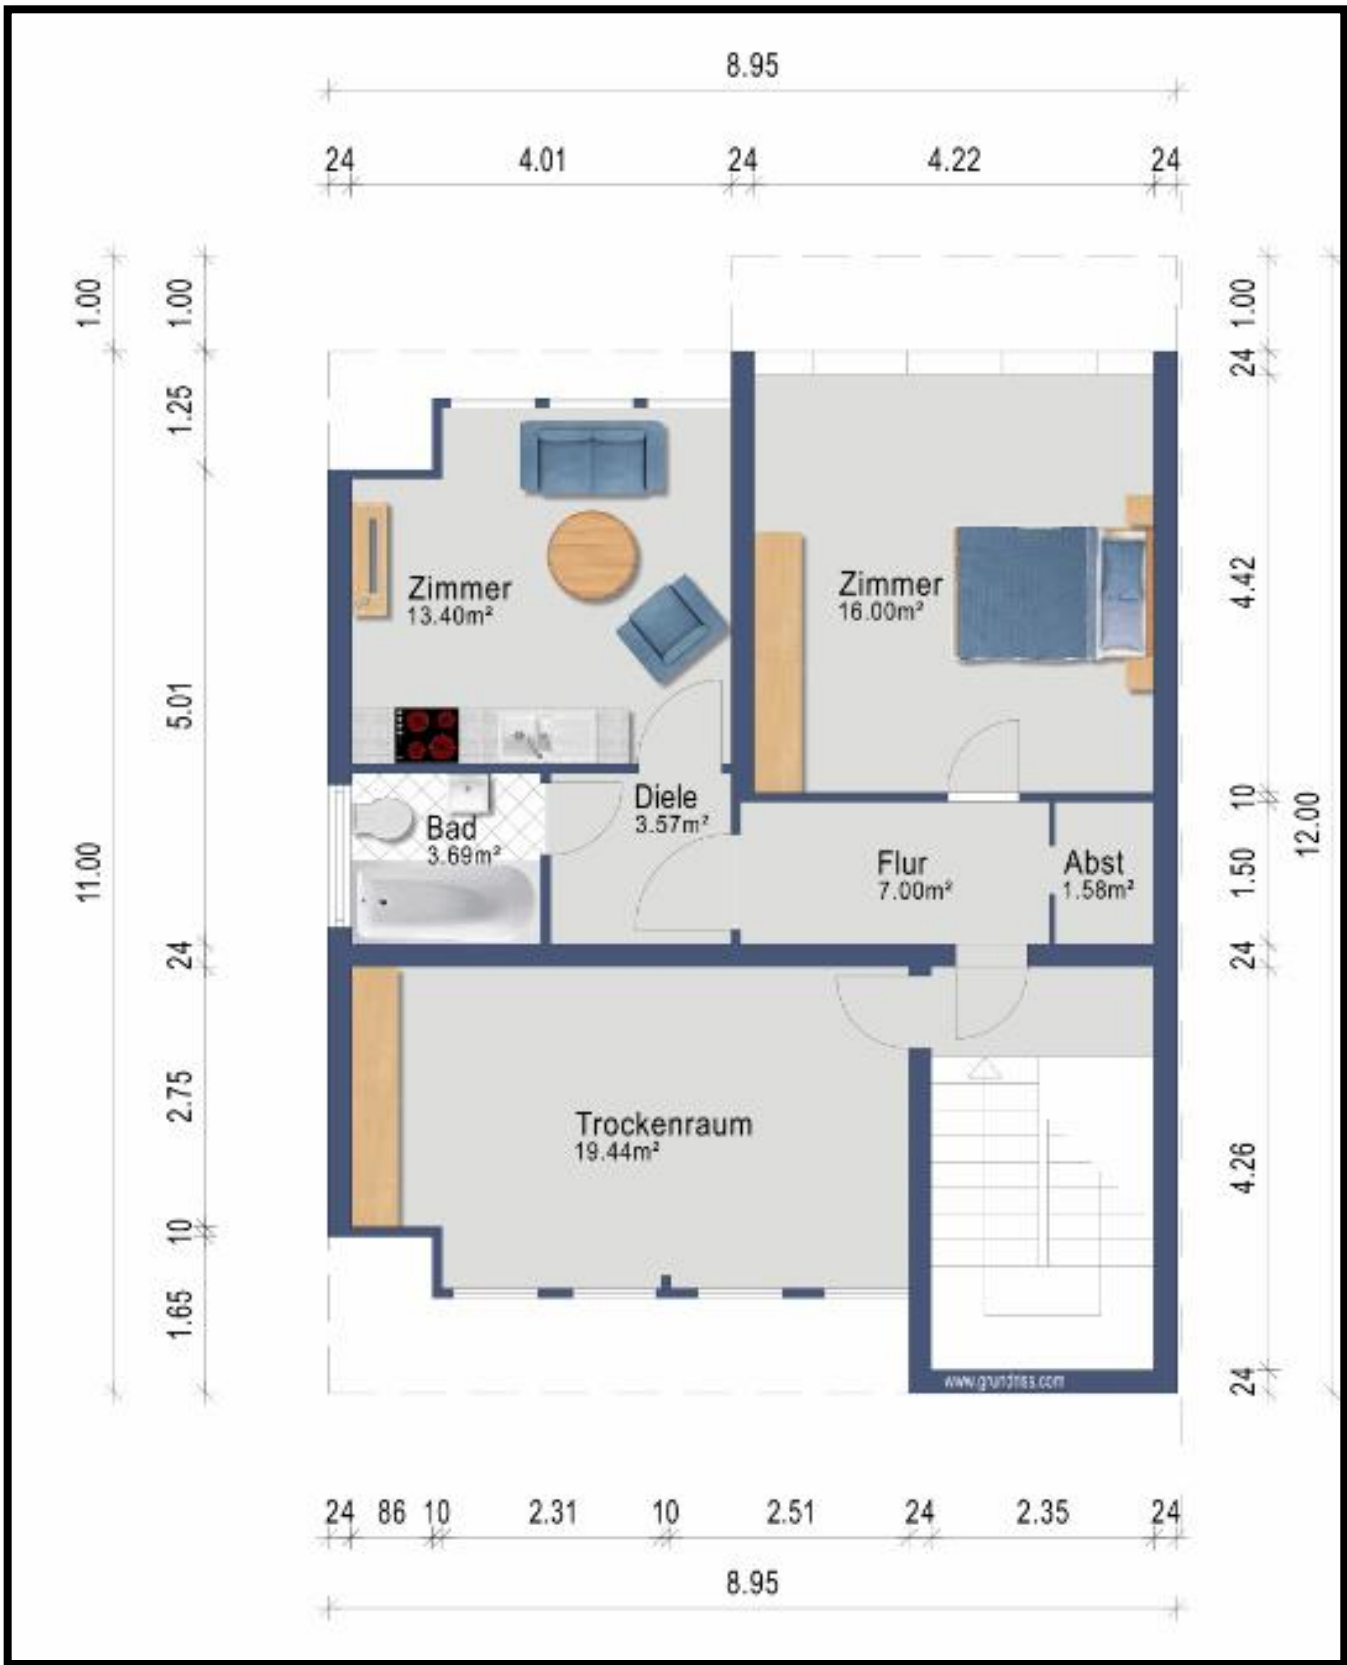 8.95
24 4.01 24 4.22 24
1.00 1.00 1.00
24
1.25
Zimmer
13.40m²
Zimmer
16.00m²
4.42
5.01
11.00
Diele
3.57m²
Bad
3.69m²
Flur
7.00m²
Abst
1.58m²
10
1.50
12.00
24 24
2.75
Trockenraum
19.44m²
4.26
10
1.65
24
www.grundriss.com
24 86 10 2.31 10 2.51 24 2.35 24
8.95